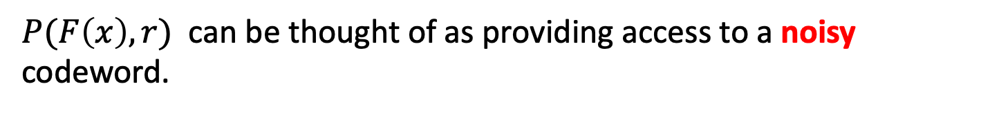 P(F(x),r) can be thought of as providing access to a noisy
codeword.